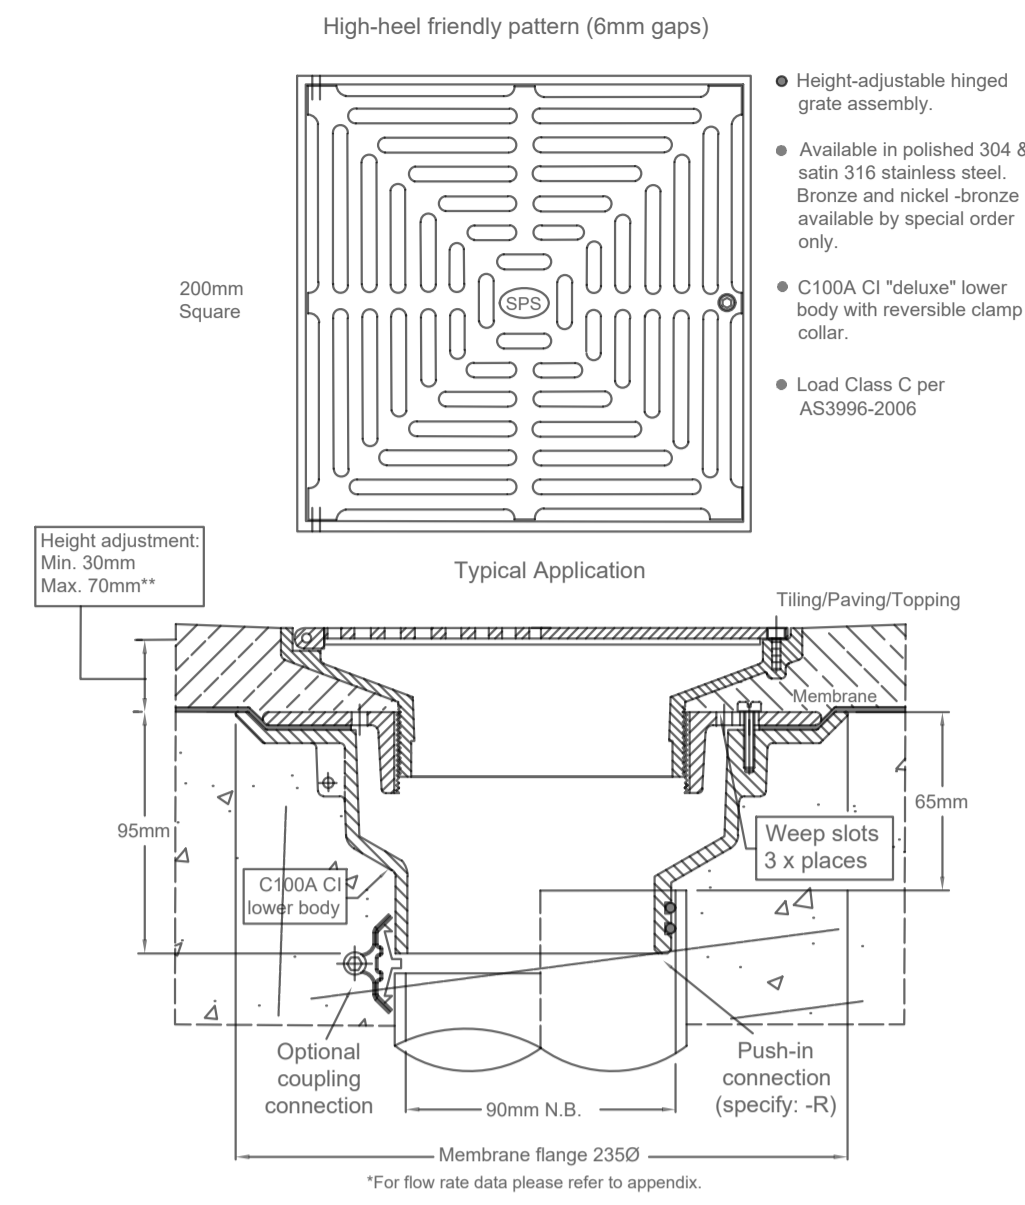 High-heel friendly pattern (6mm gaps)
Height-adjustable hinged
grate assembly.
Available in polished 304 &
satin 316 stainless steel.
Bronze and nickel -bronze
available by special order
only.
C100A CI "deluxe" lower
body with reversible clamp
collar.
Load Class C per
AS3996-2006
200mm
Square
SPS
Height adjustment:
Min. 30mm
Max. 70mm**
Typical Application
Tiling/Paving/Topping
Membrane
95mm
65mm
Weep slots
3 x places
C100A CI
lower body
Optional
coupling
connection
Push-in
connection
(specify: -R)
90mm N.B.
Membrane flange 235Ø
*For flow rate data please refer to appendix.